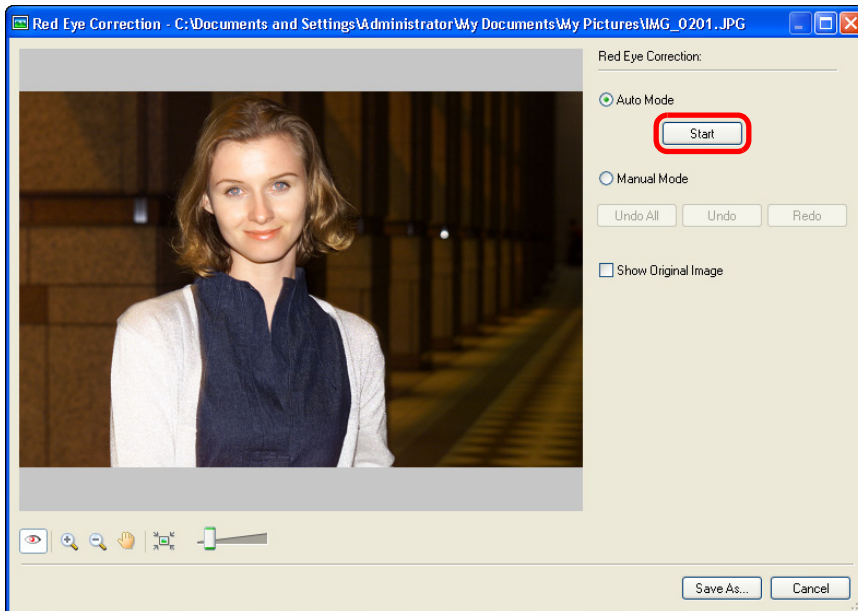 Red Eye Correction - C:\Documents and Settings\Administrator\My Documents\My Pictures\IMG_0201.JPG
Red Eye Correction:
Auto Mode
Start
Manual Mode
Undo All Undo Redo
Show Original Image
Save As... Cancel